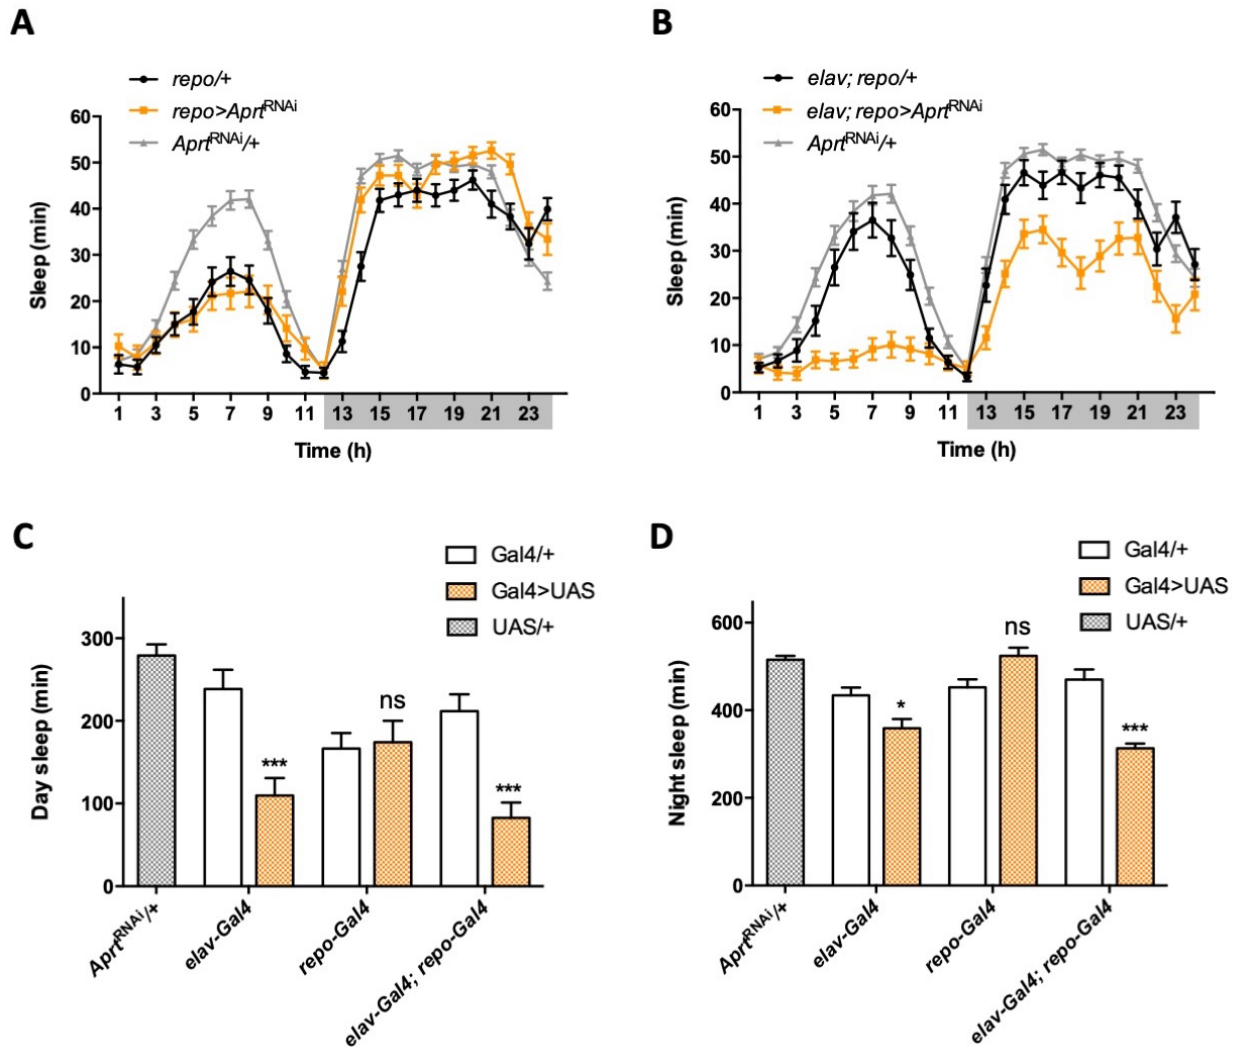 A
repo/+
repo>Aprt^RNAi
Aprt^RNAi/+
Sleep (min)
60
50
40
30
20
10
0
1 3 5 7 9 11 13 15 17 19 21 23
Time (h)
B
elav; repo/+
elav; repo>Aprt^RNAi
Aprt^RNAi/+
Sleep (min)
60
50
40
30
20
10
0
1 3 5 7 9 11 13 15 17 19 21 23
Time (h)
C
Gal4/+
Gal4>UAS
UAS/+
Day sleep (min)
300
200
100
0
***
ns
***
Aprt^RNAi/+
elav-Gal4
repo-Gal4
elav-Gal4; repo-Gal4
D
Gal4/+
Gal4>UAS
UAS/+
Night sleep (min)
600
400
200
0
*
ns
***
Aprt^RNAi/+
elav-Gal4
repo-Gal4
elav-Gal4; repo-Gal4